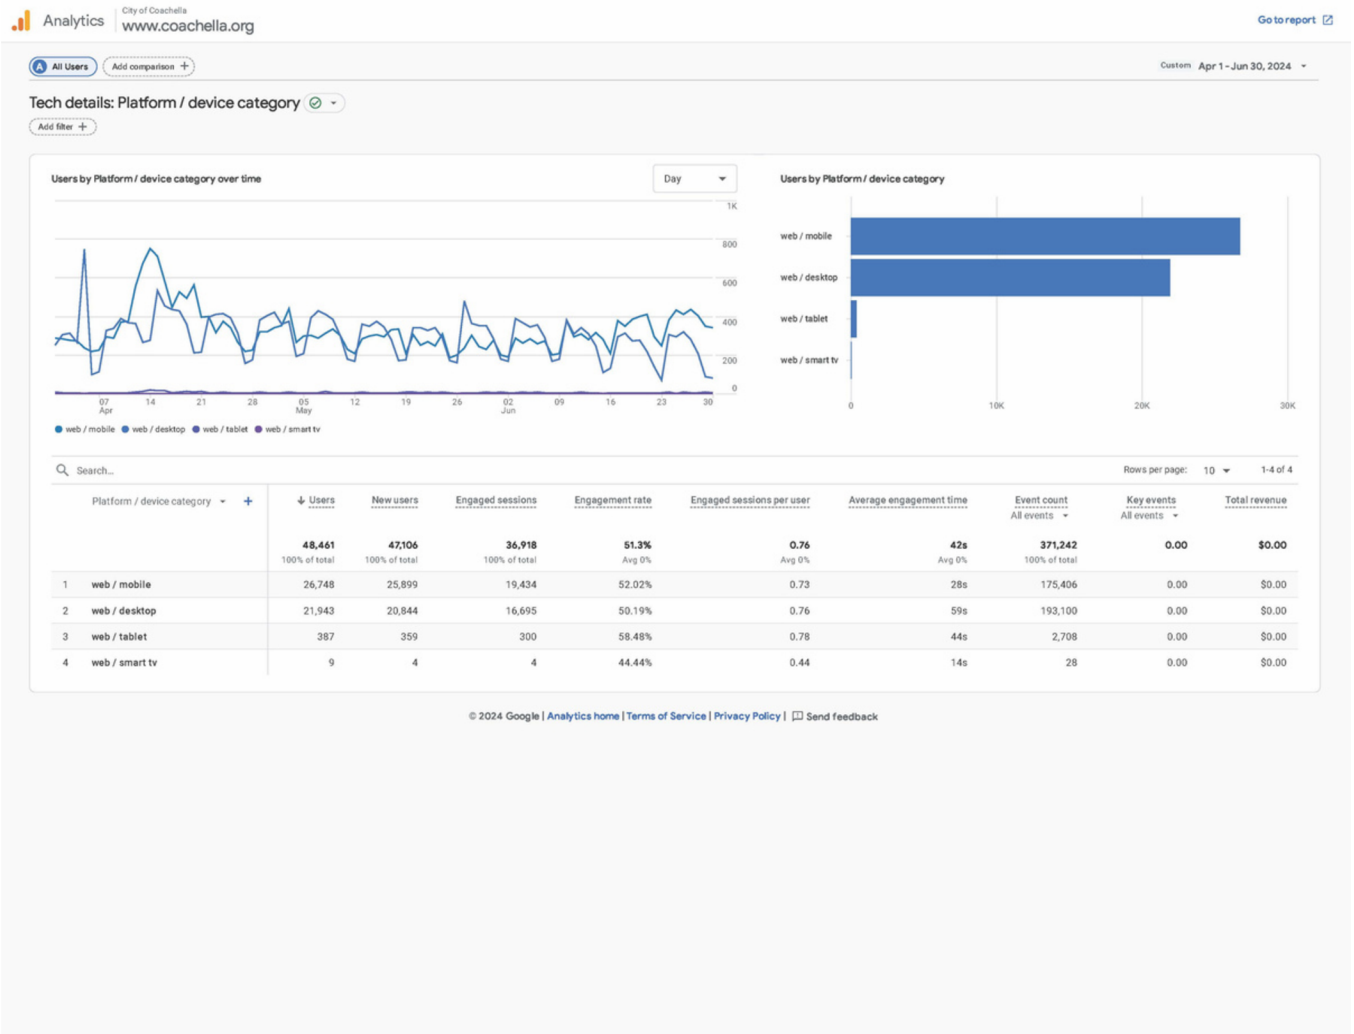 Analytics
City of Coachella
www.coachella.org
Go to report
A All Users
Add comparison +
Custom Apr 1 - Jun 30, 2024
Tech details: Platform / device category
Add filter +
Users by Platform / device category over time
Day
1K
800
600
400
200
0
07 14 21 28 05 12 19 26 02 09 16 23 30
Apr May Jun
web / mobile web / desktop web / tablet web / smart tv
Users by Platform / device category
web / mobile
web / desktop
web / tablet
web / smart tv
0 10K 20K 30K
Search...
Rows per page: 10 1-4 of 4
Platform / device category + Users New users Engaged sessions Engagement rate Engaged sessions per user Average engagement time Event count Key events Total revenue
All events All events
48,461 47,106 36,918 51.3% 0.76 42s 371,242 0.00 $0.00
100% of total 100% of total 100% of total Avg 0% Avg 0% Avg 0% 100% of total
1 web / mobile 26,748 25,899 19,434 52.02% 0.73 28s 175,406 0.00 $0.00
2 web / desktop 21,943 20,844 16,695 50.19% 0.76 59s 193,100 0.00 $0.00
3 web / tablet 387 359 300 58.48% 0.78 44s 2,708 0.00 $0.00
4 web / smart tv 9 4 4 44.44% 0.44 14s 28 0.00 $0.00
© 2024 Google | Analytics home | Terms of Service | Privacy Policy | Send feedback